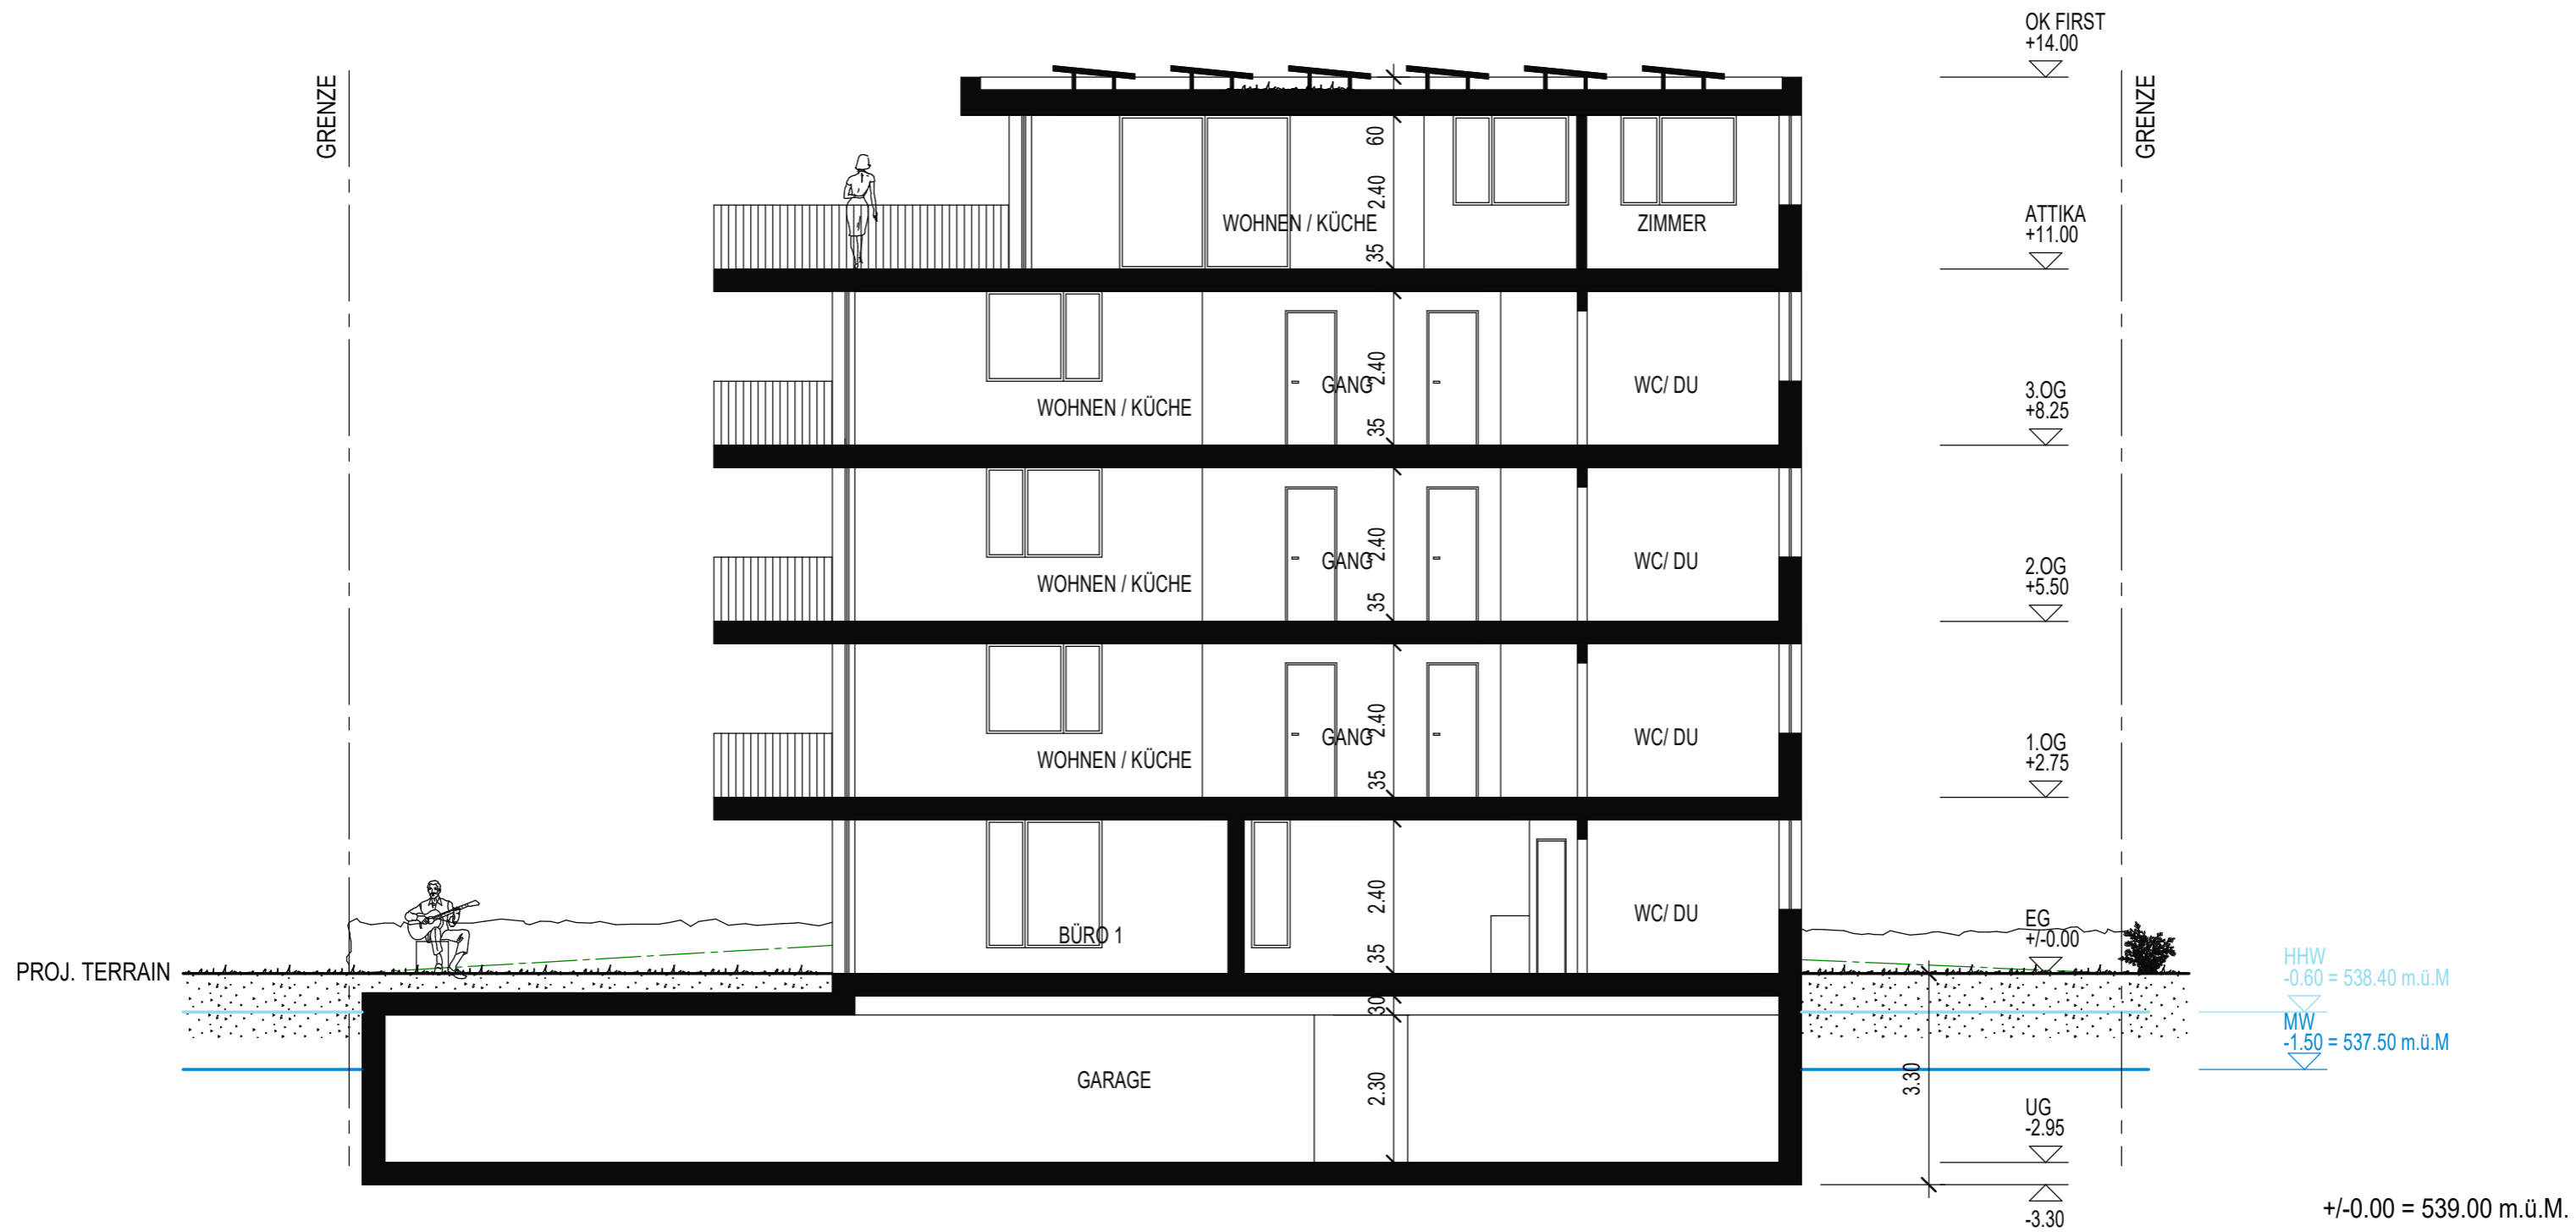 OK FIRST
+14.00
GRENZE
GRENZE
60
2.40
WOHNEN / KÜCHE
ZIMMER
35
ATTIKA
+11.00
2.40
GANG
WC/ DU
WOHNEN / KÜCHE
35
3.OG
+8.25
2.40
GANG
WC/ DU
WOHNEN / KÜCHE
35
2.OG
+5.50
2.40
GANG
WC/ DU
WOHNEN / KÜCHE
35
1.OG
+2.75
2.40
WC/ DU
BÜRO 1
35
EG
+/-0.00
PROJ. TERRAIN
HHW
-0.60 = 538.40 m.ü.M
MW
-1.50 = 537.50 m.ü.M
30
GARAGE
2.30
3.30
UG
-2.95
-3.30
+/-0.00 = 539.00 m.ü.M.